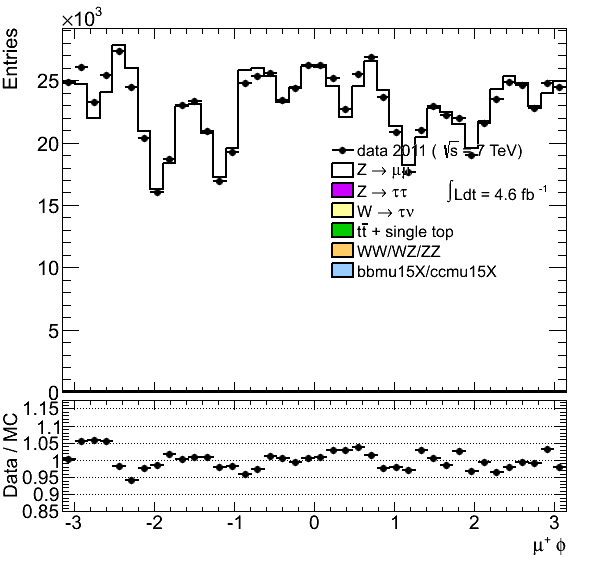 ×10³
Entries
25
20
15
10
5
0
data 2011 ( √s = 7 TeV)
Z → μμ
Z → ττ
∫Ldt = 4.6 fb⁻¹
W → τν
tt̄ + single top
WW/WZ/ZZ
bbmu15X/ccmu15X
Data / MC
1.15
1.1
1.05
1
0.95
0.9
0.85
-3 -2 -1 0 1 2 3
μ⁺ ϕ